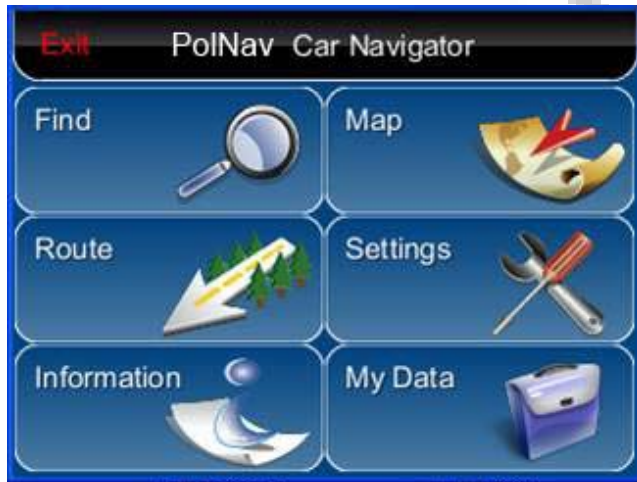 Exit PolNav Car Navigator
Find Map
Route Settings
Information My Data